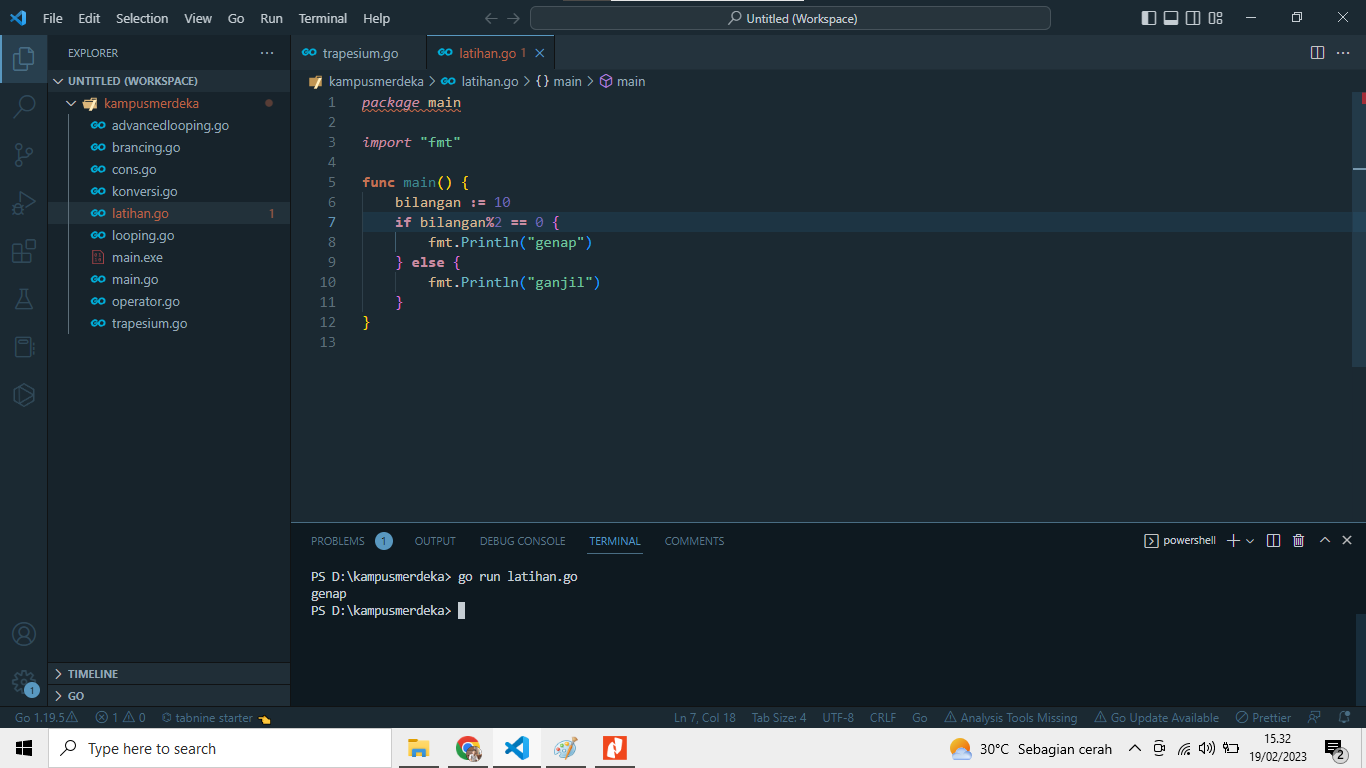 File Edit Selection View Go Run Terminal Help
Untitled (Workspace)
EXPLORER
UNTITLED (WORKSPACE)
kampusmerdeka
advancedlooping.go
brancing.go
cons.go
konversi.go
latihan.go 1
looping.go
main.exe
main.go
operator.go
trapesium.go
TIMELINE
GO
1
trapesium.go
latihan.go 1
kampusmerdeka > latihan.go > {} main > main
1 package main
2
3 import "fmt"
4
5 func main() {
6 bilangan := 10
7 if bilangan%2 == 0 {
8 fmt.Println("genap")
9 } else {
10 fmt.Println("ganjil")
11 }
12 }
13
PROBLEMS 1 OUTPUT DEBUG CONSOLE TERMINAL COMMENTS
powershell
PS D:\kampusmerdeka> go run latihan.go
genap
PS D:\kampusmerdeka>
Go 1.19.5 1 0 tabnine starter Ln 7, Col 18 Tab Size: 4 UTF-8 CRLF Go Analysis Tools Missing Go Update Available Prettier
Type here to search
30°C Sebagian cerah
15.32
19/02/2023
2